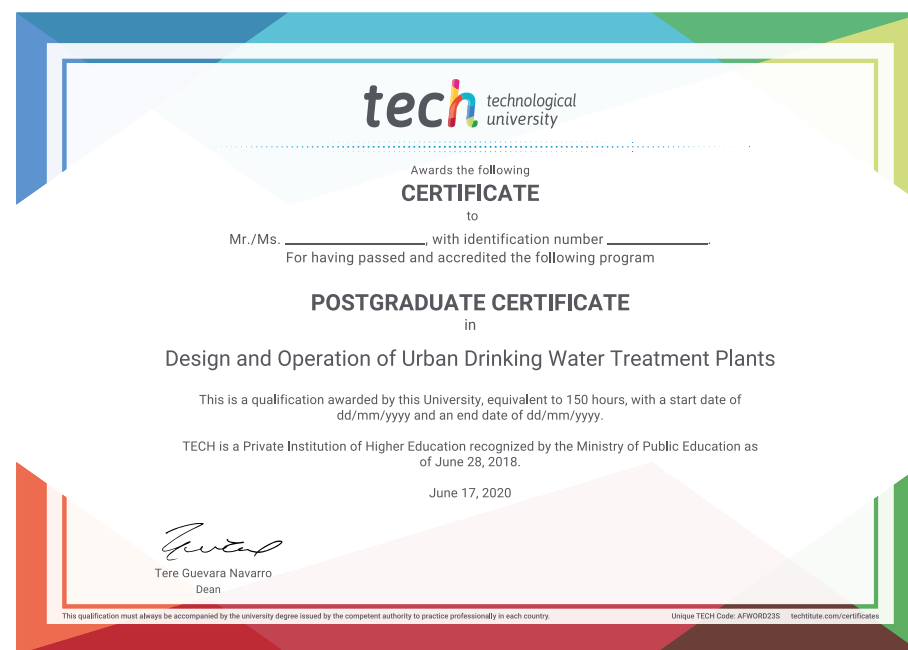 tech technological
university
Awards the following
CERTIFICATE
to
Mr./Ms. ____________________, with identification number ______________.
For having passed and accredited the following program
POSTGRADUATE CERTIFICATE
in
Design and Operation of Urban Drinking Water Treatment Plants
This is a qualification awarded by this University, equivalent to 150 hours, with a start date of
dd/mm/yyyy and an end date of dd/mm/yyyy.
TECH is a Private Institution of Higher Education recognized by the Ministry of Public Education as
of June 28, 2018.
June 17, 2020
Tere Guevara Navarro
Dean
This qualification must always be accompanied by the university degree issued by the competent authority to practice professionally in each country.
Unique TECH Code: AFWORD23S techtitute.com/certificates